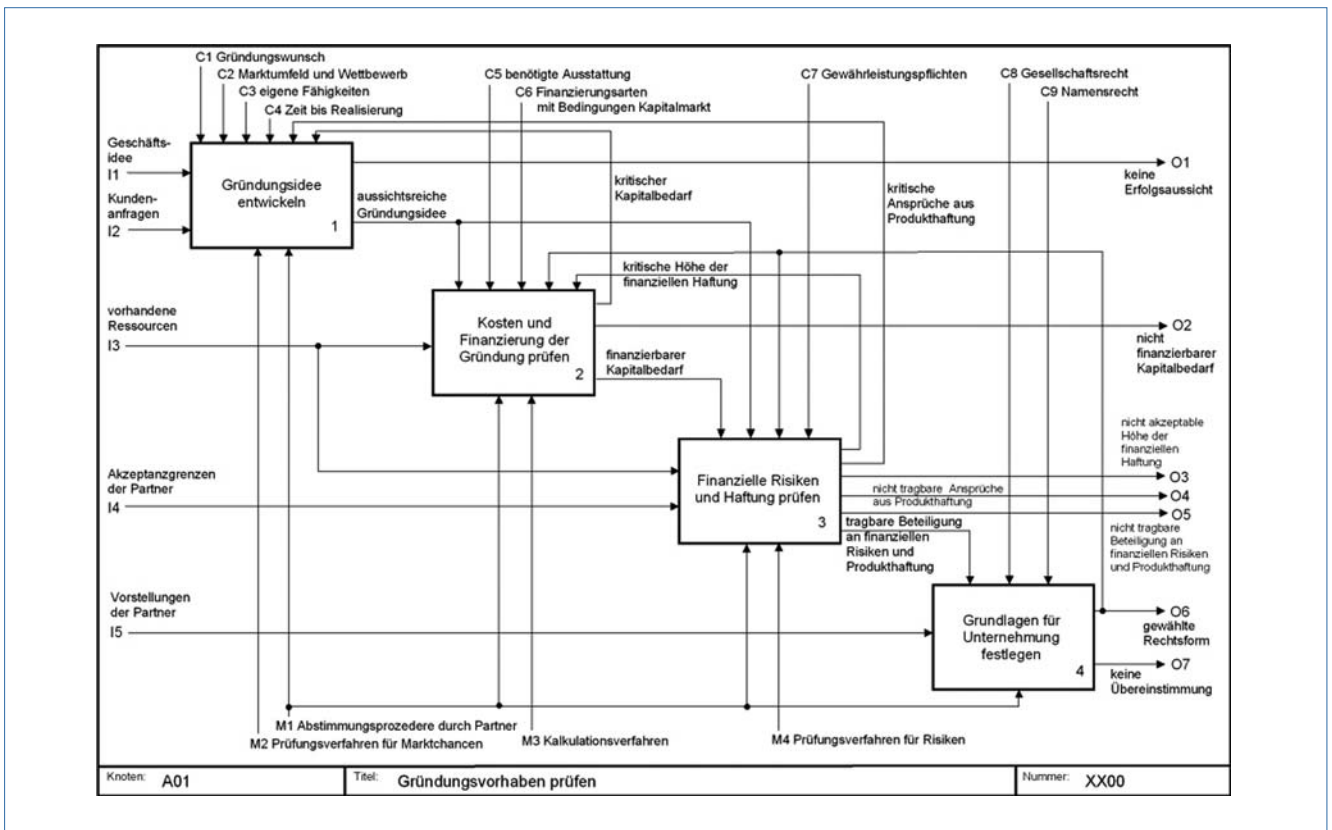 C1 Gründungswunsch
C2 Marktumfeld und Wettbewerb
C3 eigene Fähigkeiten
C4 Zeit bis Realisierung
C5 benötigte Ausstattung
C6 Finanzierungsarten
mit Bedingungen Kapitalmarkt
C7 Gewährleistungspflichten
C8 Gesellschaftsrecht
C9 Namensrecht
Geschäfts-
idee
I1
Kunden-
anfragen
I2
Gründungsidee
entwickeln
1
aussichtsreiche
Gründungsidee
kritischer
Kapitalbedarf
kritische
Ansprüche aus
Produkthaftung
O1
keine
Erfolgsaussicht
kritische Höhe der
finanziellen Haftung
vorhandene
Ressourcen
I3
Kosten und
Finanzierung der
Gründung prüfen
2
finanzierbarer
Kapitalbedarf
O2
nicht
finanzierbarer
Kapitalbedarf
Akzeptanzgrenzen
der Partner
I4
Finanzielle Risiken
und Haftung prüfen
3
nicht akzeptable
Höhe der
finanziellen
Haftung
O3
nicht tragbare Ansprüche
aus Produkthaftung
O4
O5
nicht tragbare
Beteiligung an
finanziellen Risiken
und Produkthaftung
tragbare Beteiligung
an finanziellen
Risiken und
Produkthaftung
Vorstellungen
der Partner
I5
Grundlagen für
Unternehmung
festlegen
4
O6
gewählte
Rechtsform
O7
keine
Übereinstimmung
M1 Abstimmungsprozedere durch Partner
M2 Prüfungsverfahren für Marktchancen
M3 Kalkulationsverfahren
M4 Prüfungsverfahren für Risiken
Knoten: A01
Titel: Gründungsvorhaben prüfen
Nummer: XX00